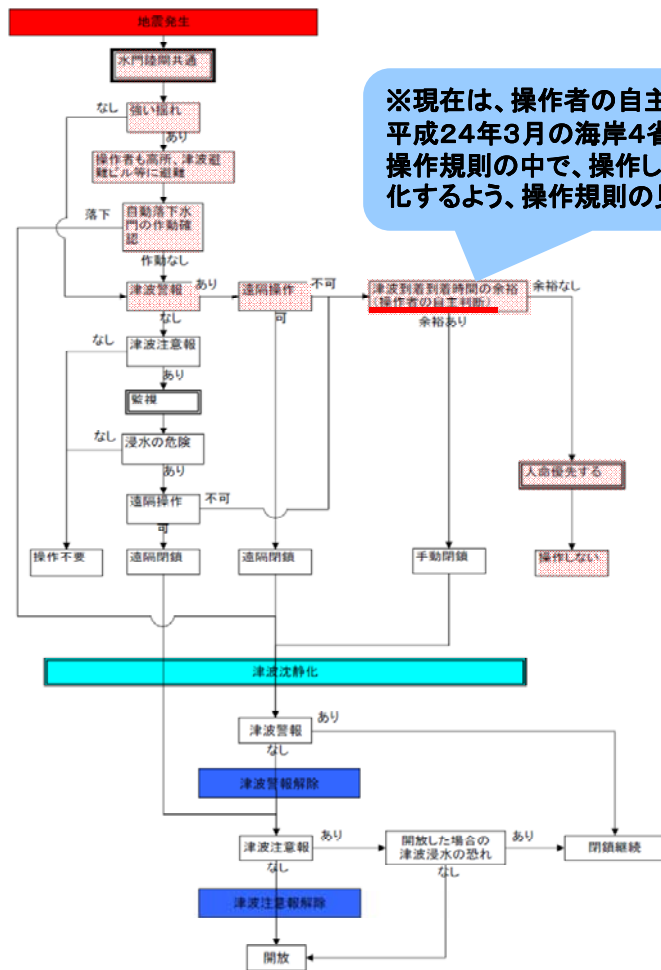 地震発生
水門陸閘共通
※現在は、操作者の自主
平成24年3月の海岸4省
操作規則の中で、操作し
化するよう、操作規則の見
なし
強い揺れ
あり
操作者も高所、津波退
難ビル等に退難
落下
自動落下水
門の作動確
認
作動なし
津波警報
あり
遠隔操作
不可
津波到着到着時間の余裕
(操作者の自主判断)
余裕なし
なし
可
余裕あり
なし
津波注意報
あり
監視
なし
浸水の危険
あり
人命優先する
遠隔操作
不可
可
操作不要
遠隔閉鎖
遠隔閉鎖
手動閉鎖
操作しない
津波沈静化
津波警報
あり
なし
津波警報解除
津波注意報
あり
開放した場合の
津波浸水の恐れ
あり
閉鎖継続
なし
なし
津波注意報解除
開放